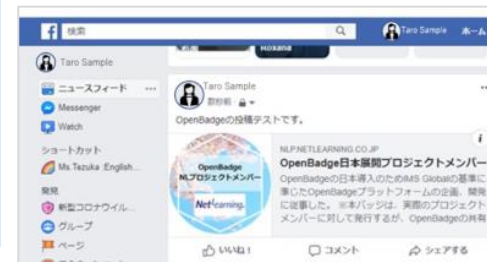 検索
Taro Sample
ホーム
Roxana
Taro Sample
ニュースフィード
Messenger
Watch
ショートカット
Ms.Tezuka :English...
発見
新型コロナウイル...
グループ
ページ
Taro Sample
数秒前
OpenBadgeの投稿テストです。
OpenBadge
NLプロジェクトメンバー
NetLearning.
NLP.NETLEARNING.CO.JP
OpenBadge日本展開プロジェクトメンバー
OpenBadgeの日本導入のためIMS Globalの基準に
準じたOpenBadgeプラットフォームの企画、開発
に従事した。 ※本バッジは、実際のプロジェクト
メンバーに対して発行するが、OpenBadgeの共有
いいね!
コメント
シェアする